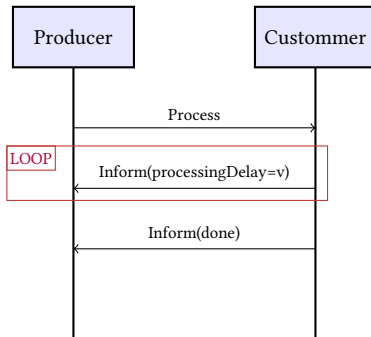 Producer
Custommer
Process
LOOP
Inform(processingDelay=v)
Inform(done)